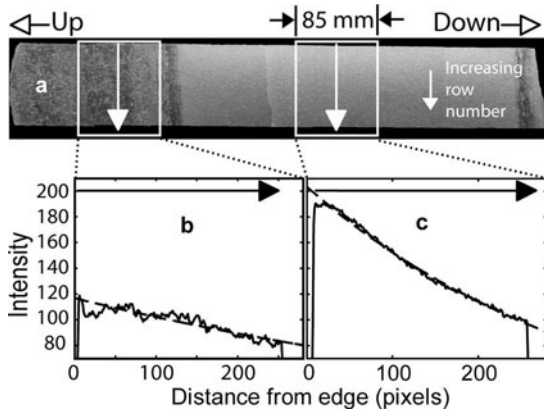 Up
85 mm
Down
a
Increasing
row
number
200
180
160
140
120
100
80
Intensity
b
c
0
100
200
0
100
200
Distance from edge (pixels)